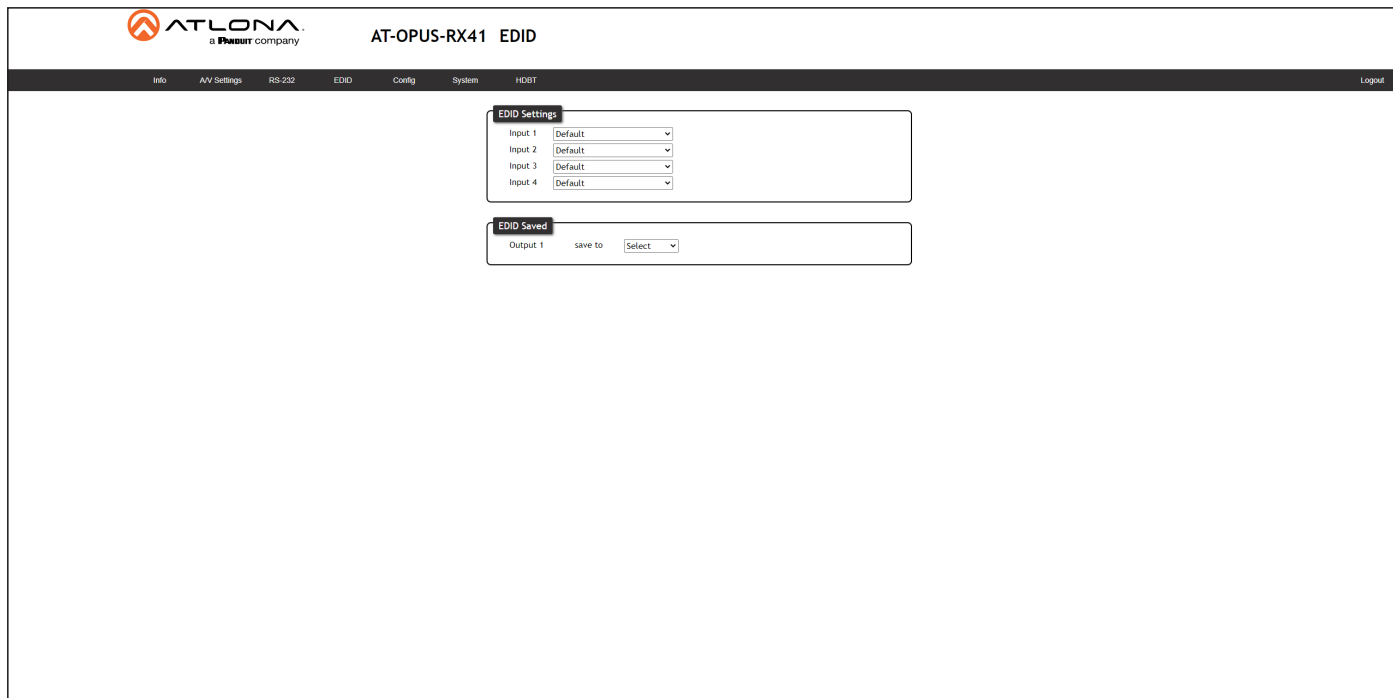 ATLONA.
a PANDUIT company
AT-OPUS-RX41 EDID
Info A/V Settings RS-232 EDID Config System HDBT Logout
EDID Settings
Input 1 Default
Input 2 Default
Input 3 Default
Input 4 Default
EDID Saved
Output 1 save to Select